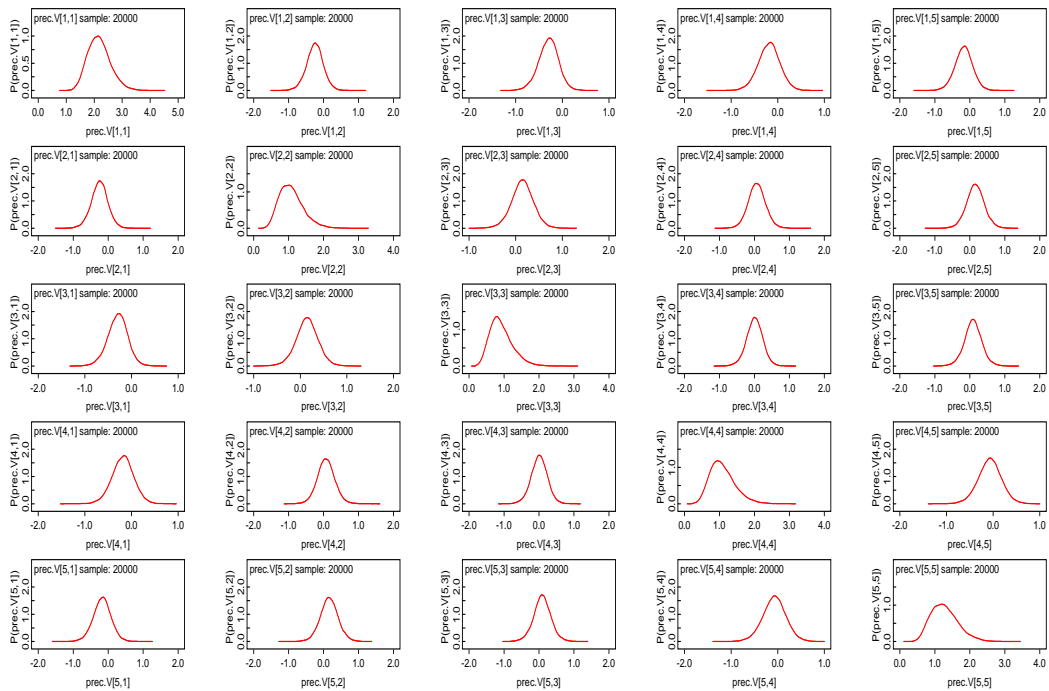 prec.V[1,1] sample: 20000
P(prec.V[1,1])
0.0 0.5 1.0
0.0 1.0 2.0 3.0 4.0 5.0
prec.V[1,1]
prec.V[1,2] sample: 20000
P(prec.V[1,2])
0.0 1.0 2.0
-2.0 -1.0 0.0 1.0 2.0
prec.V[1,2]
prec.V[1,3] sample: 20000
P(prec.V[1,3])
0.0 1.0 2.0
-2.0 -1.0 0.0 1.0
prec.V[1,3]
prec.V[1,4] sample: 20000
P(prec.V[1,4])
0.0 1.0 2.0
-2.0 -1.0 0.0 1.0
prec.V[1,4]
prec.V[1,5] sample: 20000
P(prec.V[1,5])
0.0 1.0 2.0
-2.0 -1.0 0.0 1.0 2.0
prec.V[1,5]
prec.V[2,1] sample: 20000
P(prec.V[2,1])
0.0 1.0 2.0
-2.0 -1.0 0.0 1.0 2.0
prec.V[2,1]
prec.V[2,2] sample: 20000
P(prec.V[2,2])
0.0 1.0
0.0 1.0 2.0 3.0 4.0
prec.V[2,2]
prec.V[2,3] sample: 20000
P(prec.V[2,3])
0.0 1.0 2.0
-1.0 0.0 1.0 2.0
prec.V[2,3]
prec.V[2,4] sample: 20000
P(prec.V[2,4])
0.0 1.0 2.0
-2.0 -1.0 0.0 1.0 2.0
prec.V[2,4]
prec.V[2,5] sample: 20000
P(prec.V[2,5])
0.0 1.0 2.0
-2.0 -1.0 0.0 1.0 2.0
prec.V[2,5]
prec.V[3,1] sample: 20000
P(prec.V[3,1])
0.0 1.0 2.0
-2.0 -1.0 0.0 1.0
prec.V[3,1]
prec.V[3,2] sample: 20000
P(prec.V[3,2])
0.0 1.0 2.0
-1.0 0.0 1.0 2.0
prec.V[3,2]
prec.V[3,3] sample: 20000
P(prec.V[3,3])
0.0 1.0
0.0 1.0 2.0 3.0 4.0
prec.V[3,3]
prec.V[3,4] sample: 20000
P(prec.V[3,4])
0.0 1.0 2.0
-2.0 -1.0 0.0 1.0 2.0
prec.V[3,4]
prec.V[3,5] sample: 20000
P(prec.V[3,5])
0.0 1.0 2.0
-2.0 -1.0 0.0 1.0 2.0
prec.V[3,5]
prec.V[4,1] sample: 20000
P(prec.V[4,1])
0.0 1.0 2.0
-2.0 -1.0 0.0 1.0
prec.V[4,1]
prec.V[4,2] sample: 20000
P(prec.V[4,2])
0.0 1.0 2.0
-2.0 -1.0 0.0 1.0 2.0
prec.V[4,2]
prec.V[4,3] sample: 20000
P(prec.V[4,3])
0.0 1.0 2.0
-2.0 -1.0 0.0 1.0 2.0
prec.V[4,3]
prec.V[4,4] sample: 20000
P(prec.V[4,4])
0.0 1.0
0.0 1.0 2.0 3.0 4.0
prec.V[4,4]
prec.V[4,5] sample: 20000
P(prec.V[4,5])
0.0 1.0 2.0
-2.0 -1.0 0.0 1.0
prec.V[4,5]
prec.V[5,1] sample: 20000
P(prec.V[5,1])
0.0 1.0 2.0
-2.0 -1.0 0.0 1.0 2.0
prec.V[5,1]
prec.V[5,2] sample: 20000
P(prec.V[5,2])
0.0 1.0 2.0
-2.0 -1.0 0.0 1.0 2.0
prec.V[5,2]
prec.V[5,3] sample: 20000
P(prec.V[5,3])
0.0 1.0 2.0
-2.0 -1.0 0.0 1.0 2.0
prec.V[5,3]
prec.V[5,4] sample: 20000
P(prec.V[5,4])
0.0 1.0 2.0
-2.0 -1.0 0.0 1.0
prec.V[5,4]
prec.V[5,5] sample: 20000
P(prec.V[5,5])
0.0 1.0
0.0 1.0 2.0 3.0 4.0
prec.V[5,5]